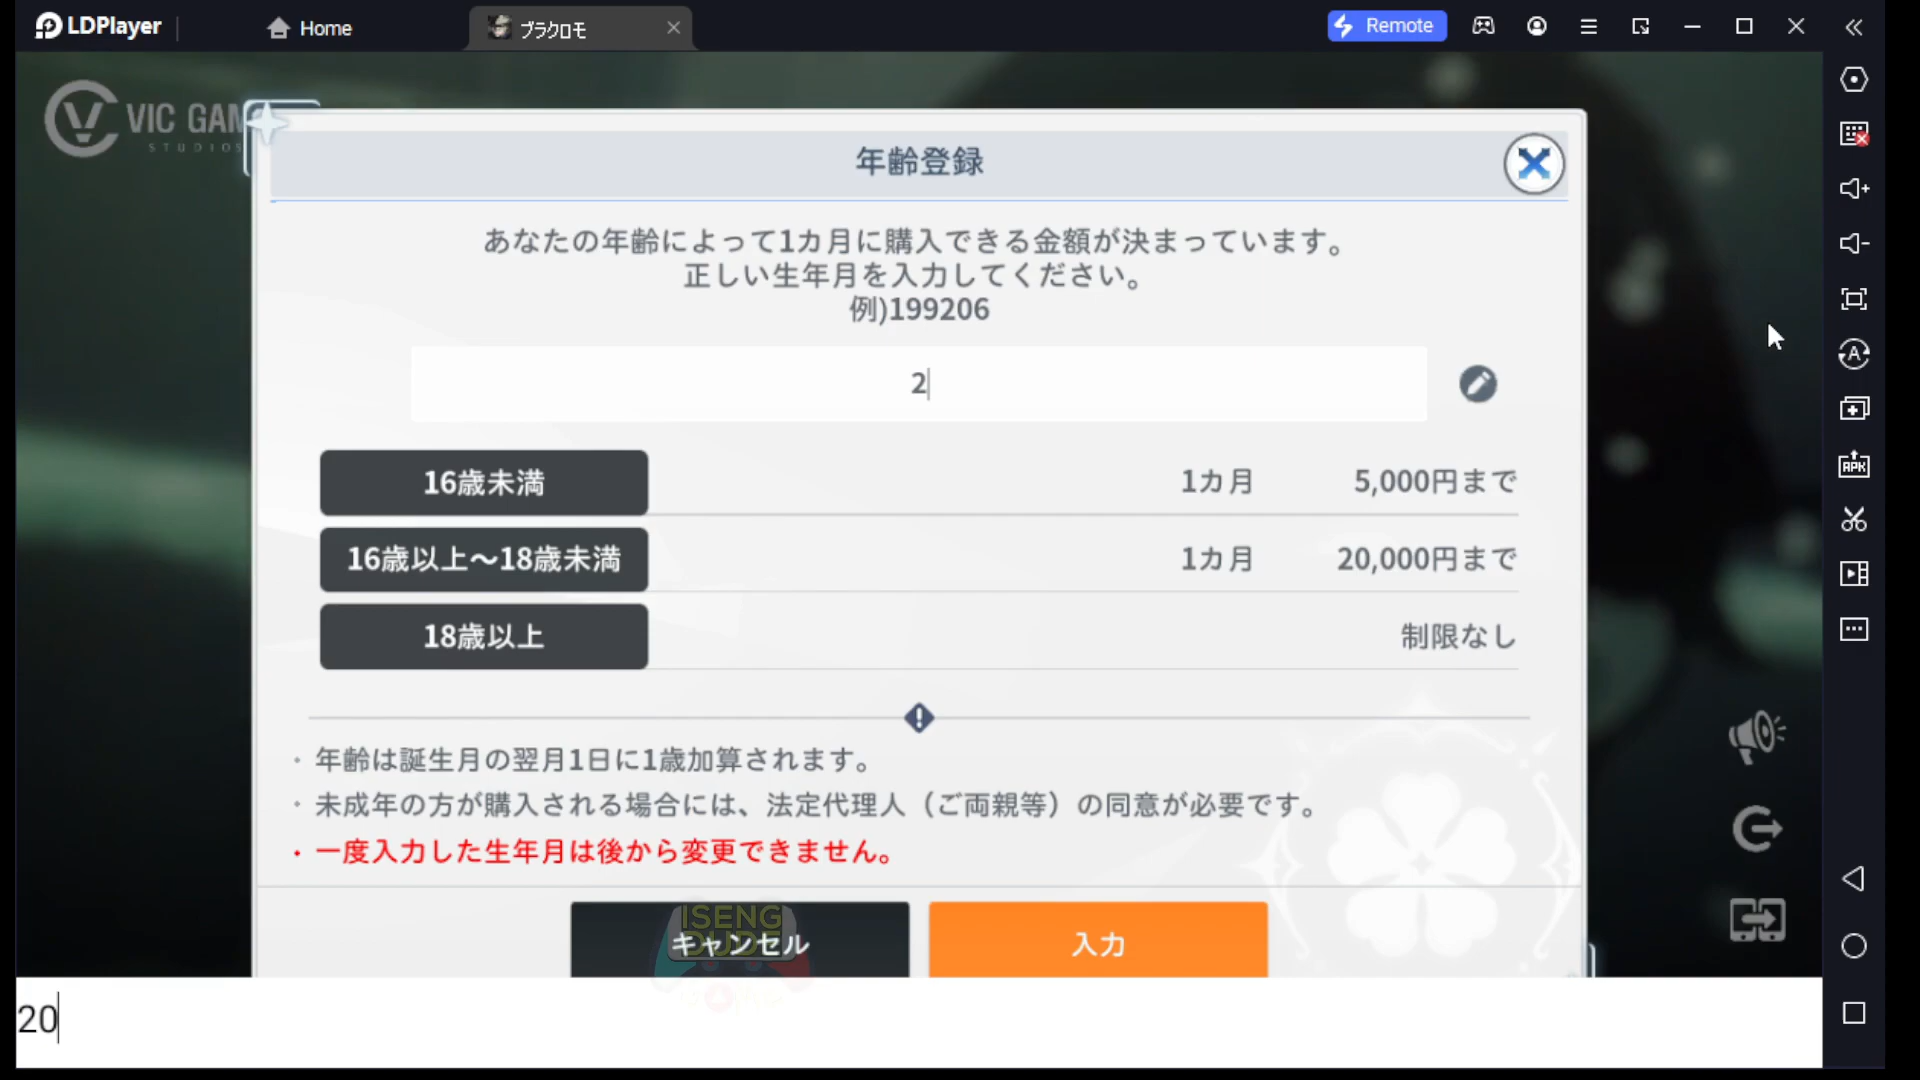 LDPlayer
Home
ブラクロモ
Remote
VIC GAM
STUDIOS
年齢登録
あなたの年齢によって1カ月に購入できる金額が決まっています。
正しい生年月を入力してください。
例)199206
2
16歳未満 1カ月 5,000円まで
16歳以上〜18歳未満 1カ月 20,000円まで
18歳以上 制限なし
・年齢は誕生月の翌月1日に1歳加算されます。
・未成年の方が購入される場合には、法定代理人（ご両親等）の同意が必要です。
・一度入力した生年月は後から変更できません。
ISENG
DUDE
キャンセル
入力
20
APK